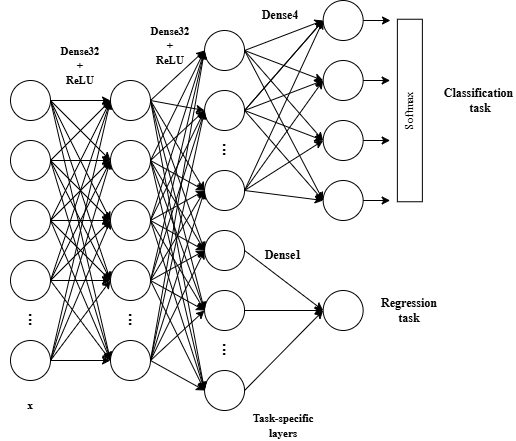 Dense32
+
ReLU
Dense32
+
ReLU
Dense4
Softmax
Classification
task
...
Dense1
Regression
task
...
...
...
x
Task-specific
layers